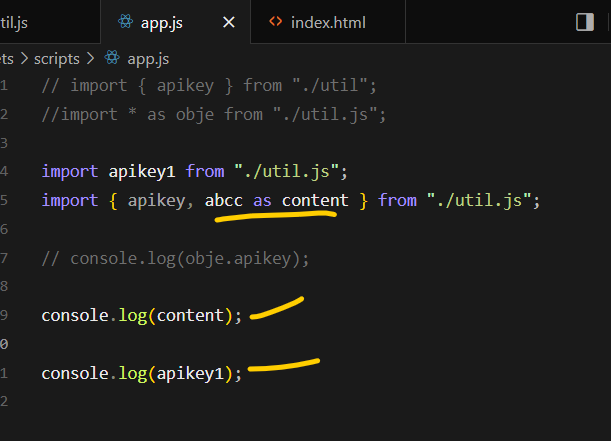 til.js app.js index.html
ets > scripts > app.js
1 // import { apikey } from "./util";
2 //import * as obje from "./util.js";
3
4 import apikey1 from "./util.js";
5 import { apikey, abcc as content } from "./util.js";
6
7 // console.log(obje.apikey);
8
9 console.log(content);
0
1 console.log(apikey1);
2